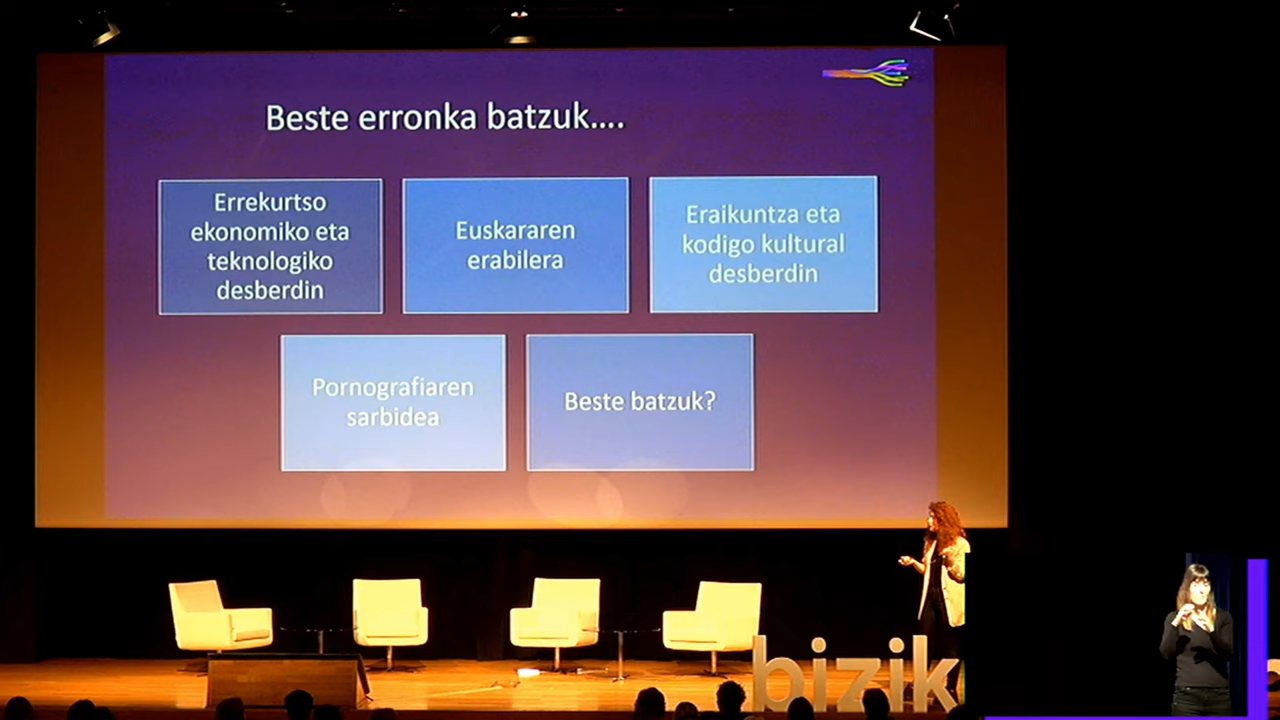 Beste erronka batzuk....
Errekurtso
ekonomiko eta
teknologiko
desberdin
Euskararen
erabilera
Eraikuntza eta
kodigo kultural
desberdin
Pornografiaren
sarbidea
Beste batzuk?
bizik